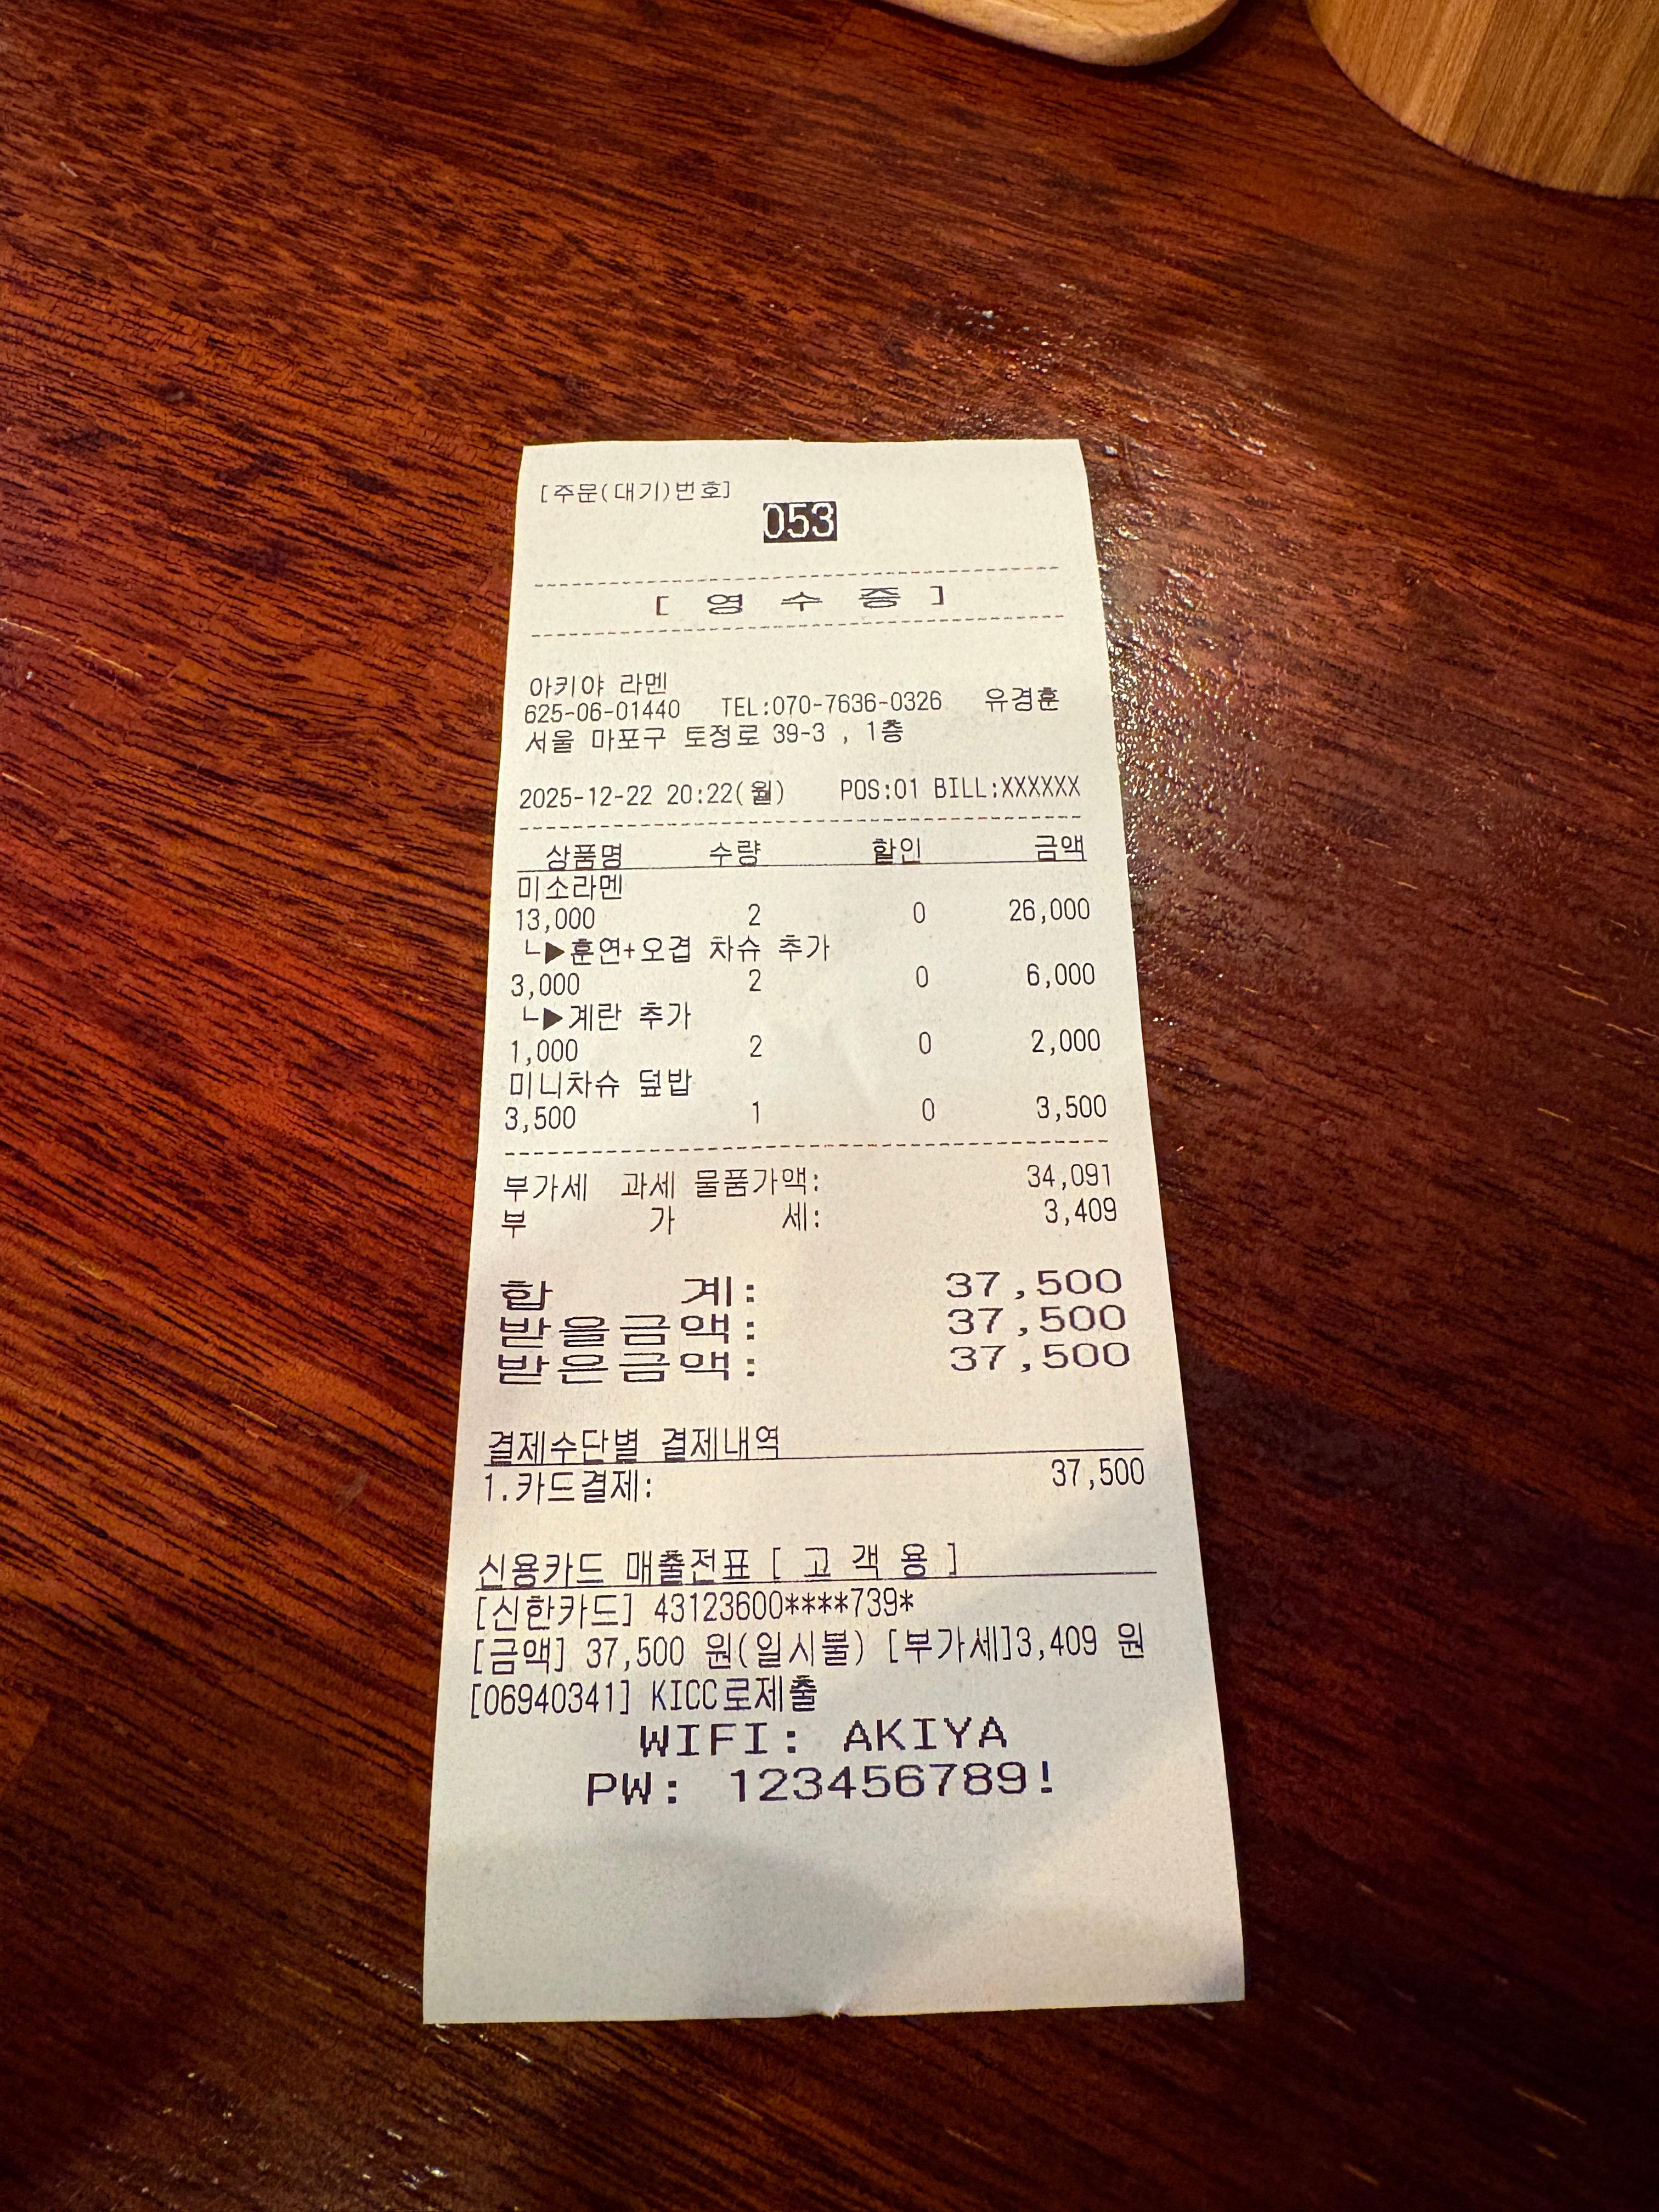 [주문(대기)번호]
053
[ 영 수 증 ]
아키야 라멘
625-06-01440 TEL:070-7636-0326 유경훈
서울 마포구 토정로 39-3 , 1층
2025-12-22 20:22(월) POS:01 BILL:XXXXXX
상품명 수량 할인 금액
미소라멘
13,000 2 0 26,000
└▶훈연+오겹 차슈 추가
3,000 2 0 6,000
└▶계란 추가
1,000 2 0 2,000
미니차슈 덮밥
3,500 1 0 3,500
부가세 과세 물품가액: 34,091
부 가 세: 3,409
합 계: 37,500
받을금액: 37,500
받은금액: 37,500
결제수단별 결제내역
1.카드결제: 37,500
신용카드 매출전표 [ 고 객 용 ]
[신한카드] 43123600****739*
[금액] 37,500 원(일시불) [부가세]3,409 원
[06940341] KICC로제출
WIFI: AKIYA
PW: 123456789!